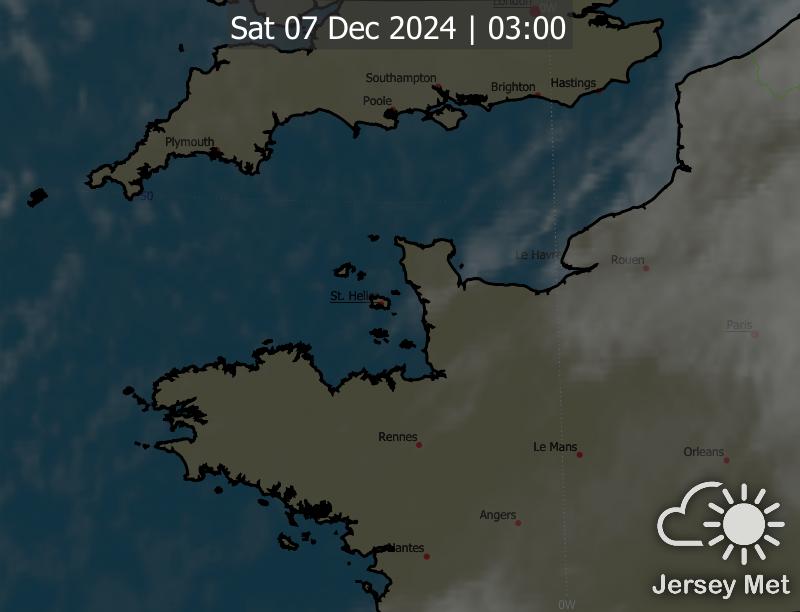 London
0W
Sat 07 Dec 2024 | 03:00
Southampton
Brighton
Hastings
Poole
Plymouth
50
Le Havre
Rouen
St. Helier
Paris
Rennes
Le Mans
Orleans
Angers
Nantes
Jersey Met
0W